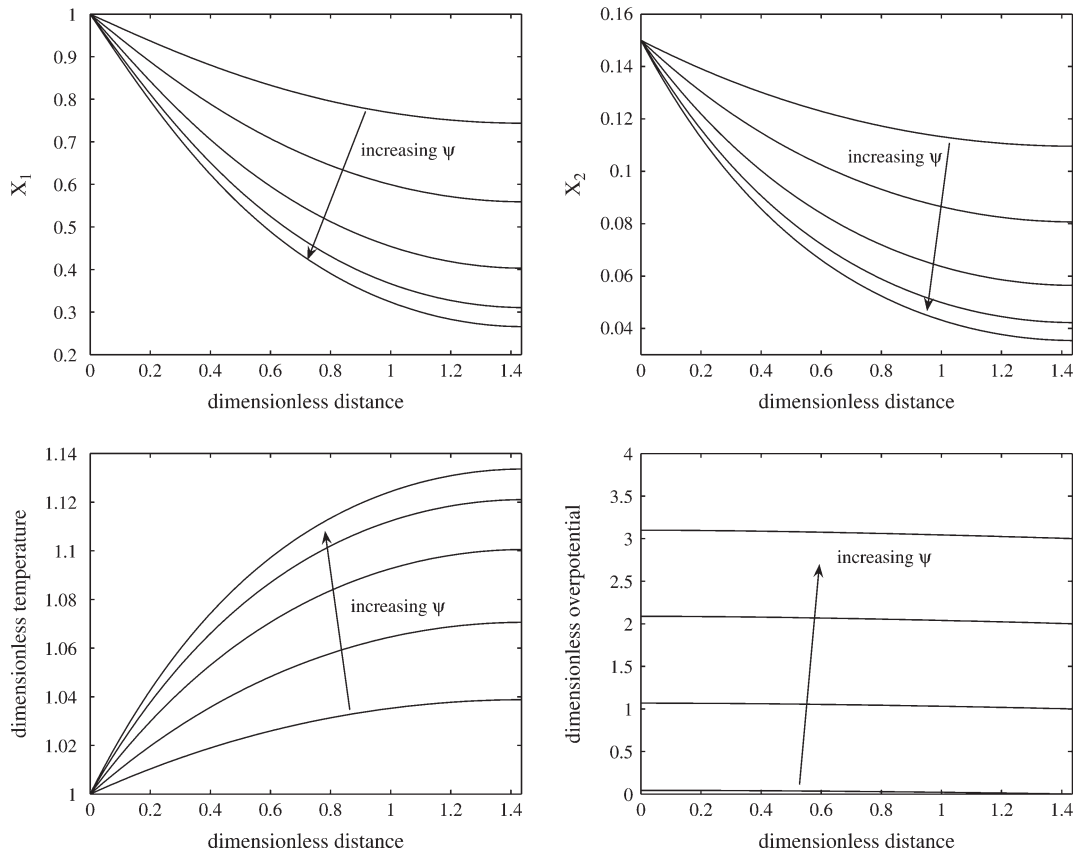 1
0.9
0.8
0.7
0.6
0.5
0.4
0.3
0.2
X1
increasing ψ
0 0.2 0.4 0.6 0.8 1 1.2 1.4
dimensionless distance
0.16
0.14
0.12
0.1
0.08
0.06
0.04
X2
increasing ψ
0 0.2 0.4 0.6 0.8 1 1.2 1.4
dimensionless distance
1.14
1.12
1.1
1.08
1.06
1.04
1.02
1
dimensionless temperature
increasing ψ
0 0.2 0.4 0.6 0.8 1 1.2 1.4
dimensionless distance
4
3.5
3
2.5
2
1.5
1
0.5
0
dimensionless overpotential
increasing ψ
0 0.2 0.4 0.6 0.8 1 1.2 1.4
dimensionless distance